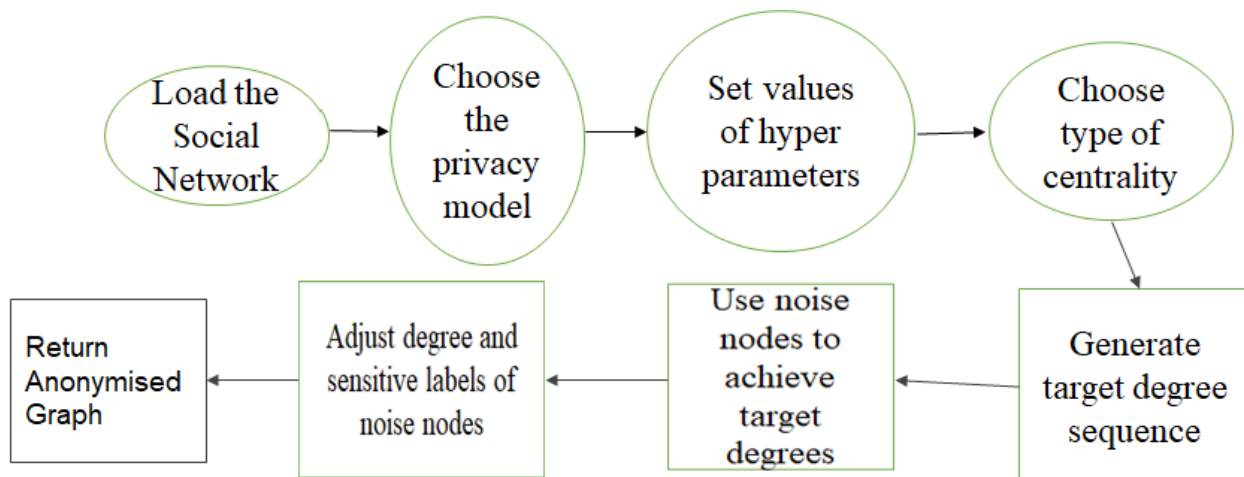 Load the
Social
Network
Choose
the
privacy
model
Set values
of hyper
parameters
Choose
type of
centrality
Generate
target degree
sequence
Use noise
nodes to
achieve
target
degrees
Adjust degree and
sensitive labels of
noise nodes
Return
Anonymised
Graph